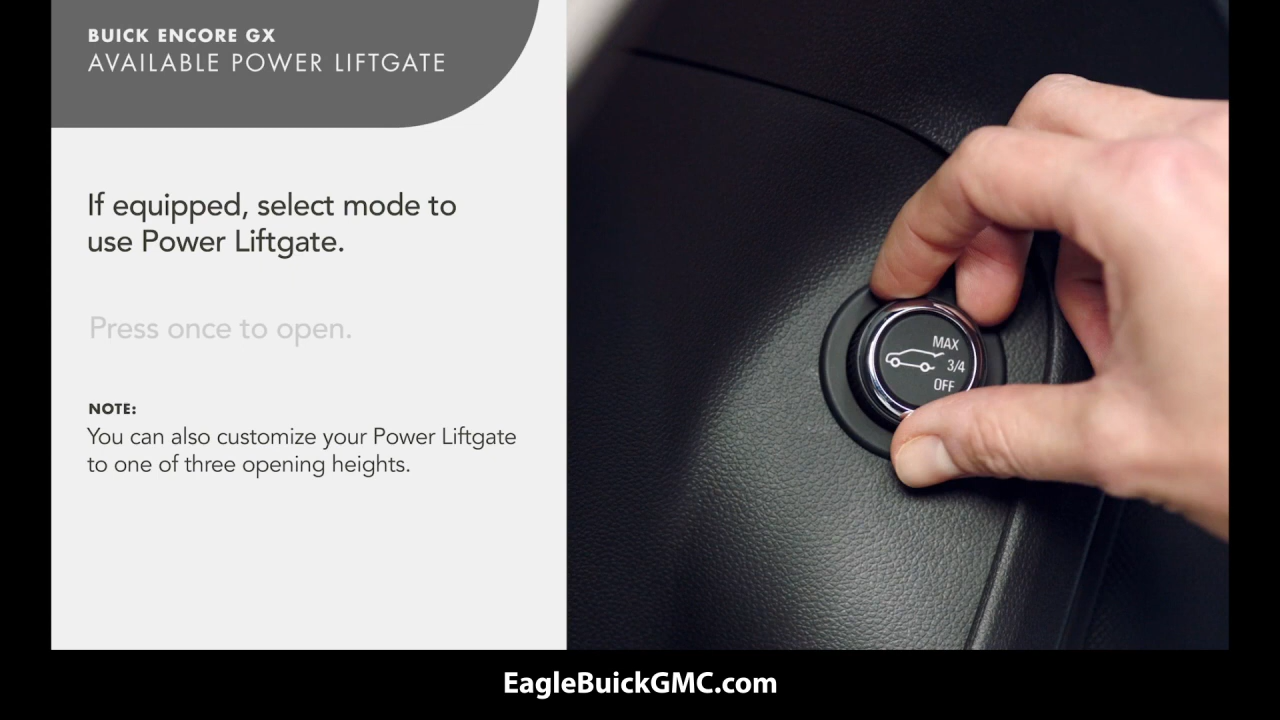 BUICK ENCORE GX
AVAILABLE POWER LIFTGATE
If equipped, select mode to
use Power Liftgate.
Press once to open.
NOTE:
You can also customize your Power Liftgate
to one of three opening heights.
MAX
3/4
OFF
EagleBuickGMC.com